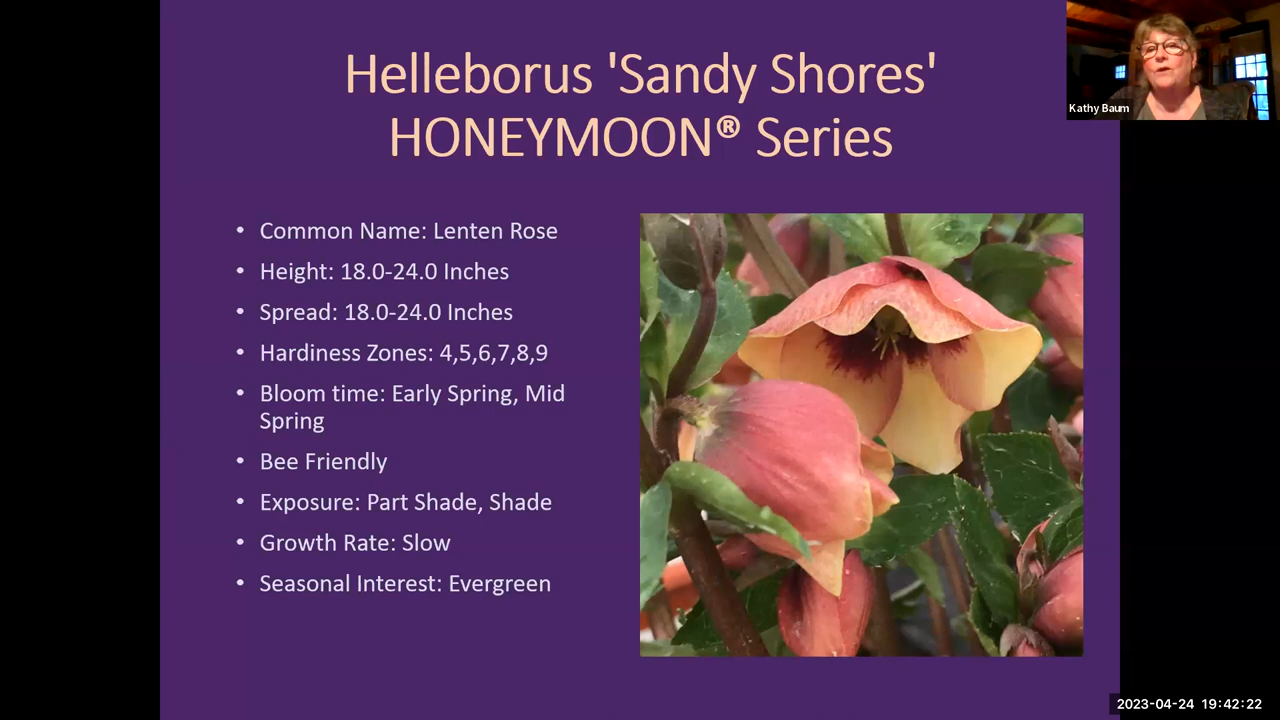 Helleborus 'Sandy Shores'
HONEYMOON® Series
Kathy Baum
• Common Name: Lenten Rose
• Height: 18.0-24.0 Inches
• Spread: 18.0-24.0 Inches
• Hardiness Zones: 4,5,6,7,8,9
• Bloom time: Early Spring, Mid
Spring
• Bee Friendly
• Exposure: Part Shade, Shade
• Growth Rate: Slow
• Seasonal Interest: Evergreen
2023-04-24 19:42:22